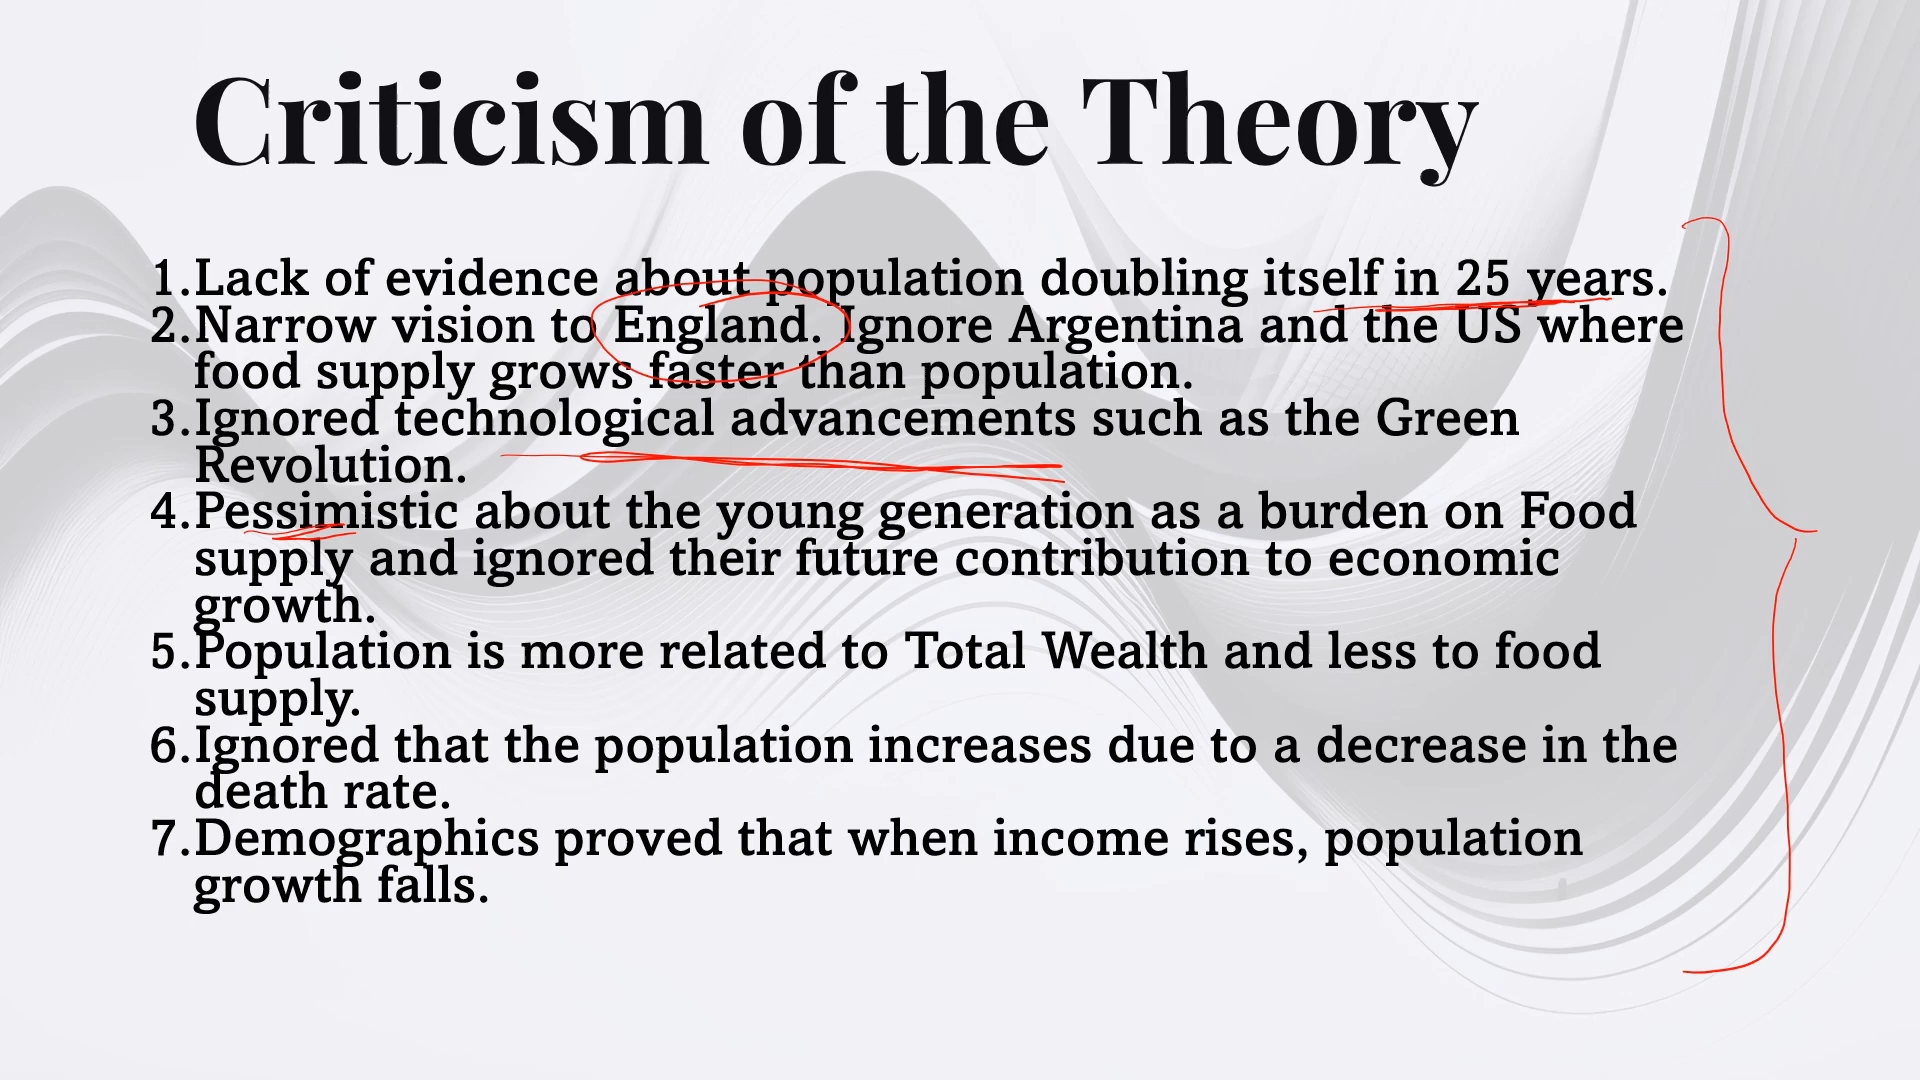 Criticism of the Theory
1.Lack of evidence about population doubling itself in 25 years.
2.Narrow vision to England. Ignore Argentina and the US where
food supply grows faster than population.
3.Ignored technological advancements such as the Green
Revolution.
4.Pessimistic about the young generation as a burden on Food
supply and ignored their future contribution to economic
growth.
5.Population is more related to Total Wealth and less to food
supply.
6.Ignored that the population increases due to a decrease in the
death rate.
7.Demographics proved that when income rises, population
growth falls.